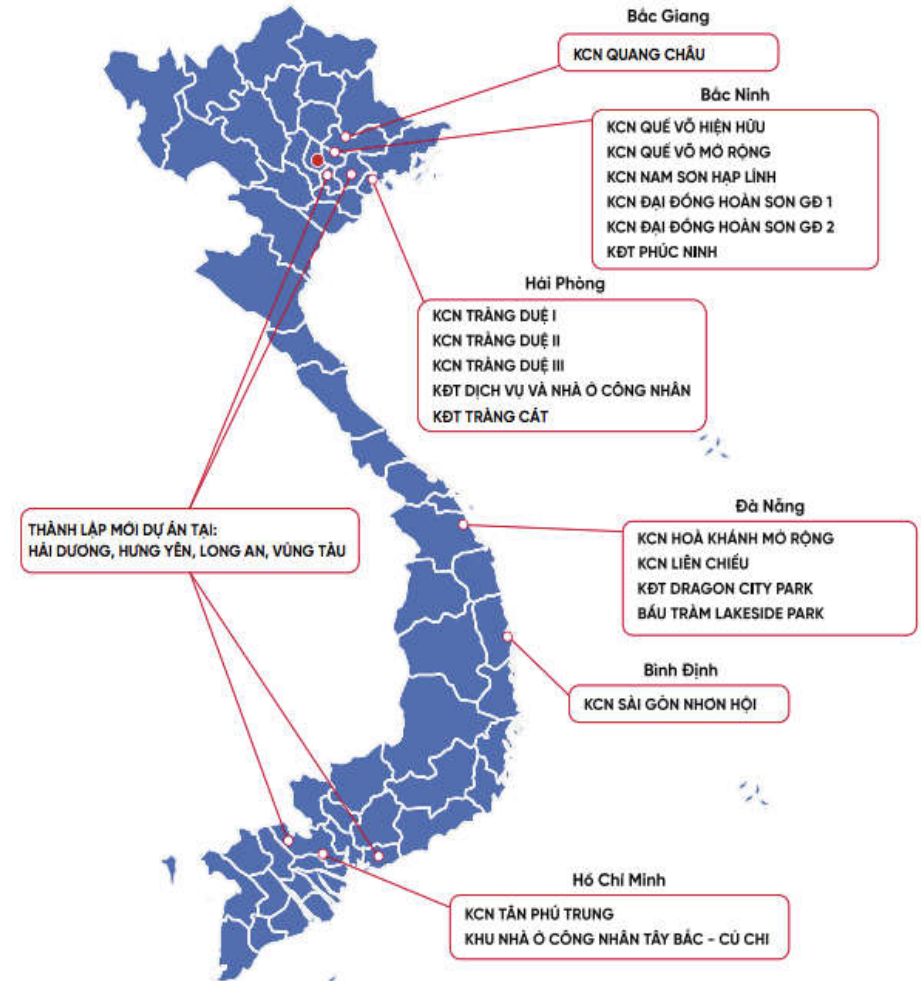 Bắc Giang
KCN QUANG CHÂU
Bắc Ninh
KCN QUẾ VÕ HIỆN HỮU
KCN QUẾ VÕ MỞ RỘNG
KCN NAM SƠN HẠP LĨNH
KCN ĐẠI ĐỒNG HOÀN SƠN GĐ 1
KCN ĐẠI ĐỒNG HOÀN SƠN GĐ 2
KĐT PHÚC NINH
Hải Phòng
KCN TRÀNG DUỆ I
KCN TRÀNG DUỆ II
KCN TRÀNG DUỆ III
KĐT DỊCH VỤ VÀ NHÀ Ở CÔNG NHÂN
KĐT TRÀNG CÁT
THÀNH LẬP MỚI DỰ ÁN TẠI:
HẢI DƯƠNG, HƯNG YÊN, LONG AN, VŨNG TÀU
Đà Nẵng
KCN HOÀ KHÁNH MỞ RỘNG
KCN LIÊN CHIỂU
KĐT DRAGON CITY PARK
BÀU TRÀM LAKESIDE PARK
Bình Định
KCN SÀI GÒN NHƠN HỘI
Hồ Chí Minh
KCN TÂN PHÚ TRUNG
KHU NHÀ Ở CÔNG NHÂN TÂY BẮC - CỦ CHI